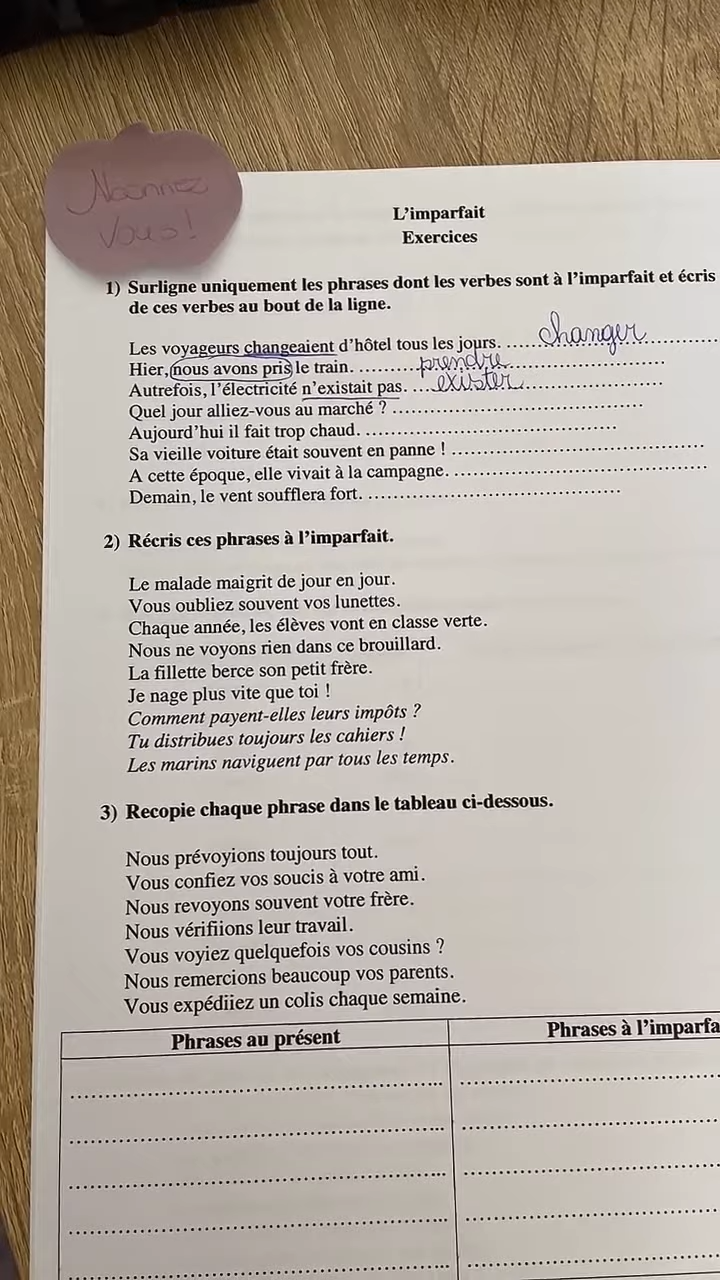 Abonnez
Vous!
L'imparfait
Exercices
1) Surligne uniquement les phrases dont les verbes sont à l'imparfait et écris
de ces verbes au bout de la ligne.
Les voyageurs changeaient d'hôtel tous les jours. ..... changer ...............
Hier, nous avons pris le train. ......... prendre ...........................
Autrefois, l'électricité n'existait pas. .... exister .........................
Quel jour alliez-vous au marché ? ...........................................
Aujourd'hui il fait trop chaud. ............................................
Sa vieille voiture était souvent en panne ! ............................................
A cette époque, elle vivait à la campagne. ............................................
Demain, le vent soufflera fort. ............................................
2) Récris ces phrases à l'imparfait.
Le malade maigrit de jour en jour.
Vous oubliez souvent vos lunettes.
Chaque année, les élèves vont en classe verte.
Nous ne voyons rien dans ce brouillard.
La fillette berce son petit frère.
Je nage plus vite que toi !
Comment payent-elles leurs impôts ?
Tu distribues toujours les cahiers !
Les marins naviguent par tous les temps.
3) Recopie chaque phrase dans le tableau ci-dessous.
Nous prévoyions toujours tout.
Vous confiez vos soucis à votre ami.
Nous revoyons souvent votre frère.
Nous vérifiions leur travail.
Vous voyiez quelquefois vos cousins ?
Nous remercions beaucoup vos parents.
Vous expédiiez un colis chaque semaine.
Phrases au présent Phrases à l'imparfa